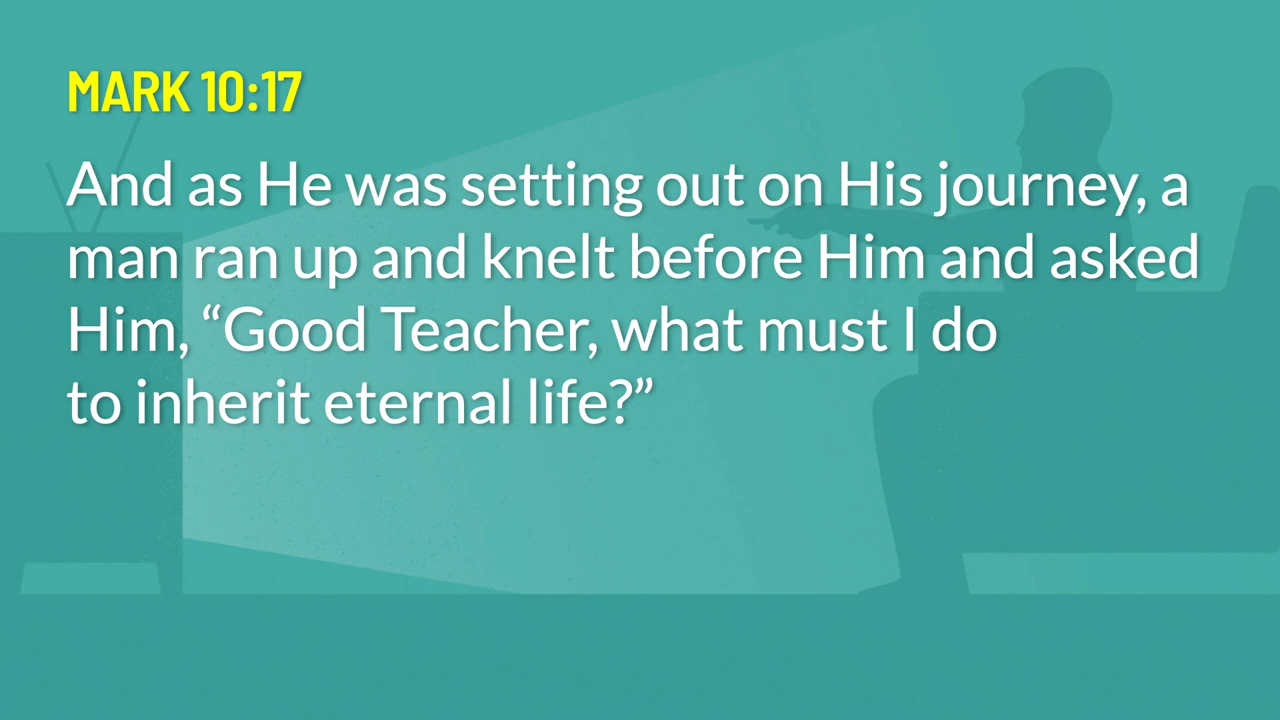 MARK 10:17
And as He was setting out on His journey, a
man ran up and knelt before Him and asked
Him, “Good Teacher, what must I do
to inherit eternal life?”